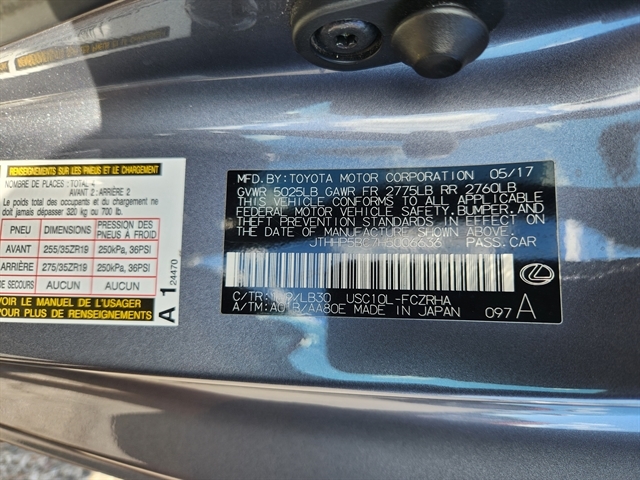 RENSEIGNEMENTS SUR LES PNEUS ET LE CHARGEMENT
NOMBRE DE PLACES : TOTAL 4
AVANT 2 : ARRIÈRE 2
Le poids total des occupants et du chargement ne
doit jamais dépasser 320 kg ou 700 lb.
PNEU DIMENSIONS PRESSION DES PNEUS À FROID
AVANT 255/35ZR19 250kPa, 36PSI
ARRIÈRE 275/35ZR19 250kPa, 36PSI
DE SECOURS AUCUN AUCUN
VOIR LE MANUEL DE L'USAGER
POUR PLUS D'INFORMATION
A 1 24470
MFD. BY: TOYOTA MOTOR CORPORATION 05/17
GVWR 5025LB GAWR FR 2775LB RR 2760LB
THIS VEHICLE CONFORMS TO ALL APPLICABLE
FEDERAL MOTOR VEHICLE SAFETY, BUMPER, AND
THEFT PREVENTION STANDARDS IN EFFECT ON
THE DATE OF MANUFACTURE SHOWN ABOVE.
PASS. CAR
USC10L-FCZRHA
MADE IN JAPAN
097 A
LEXUS